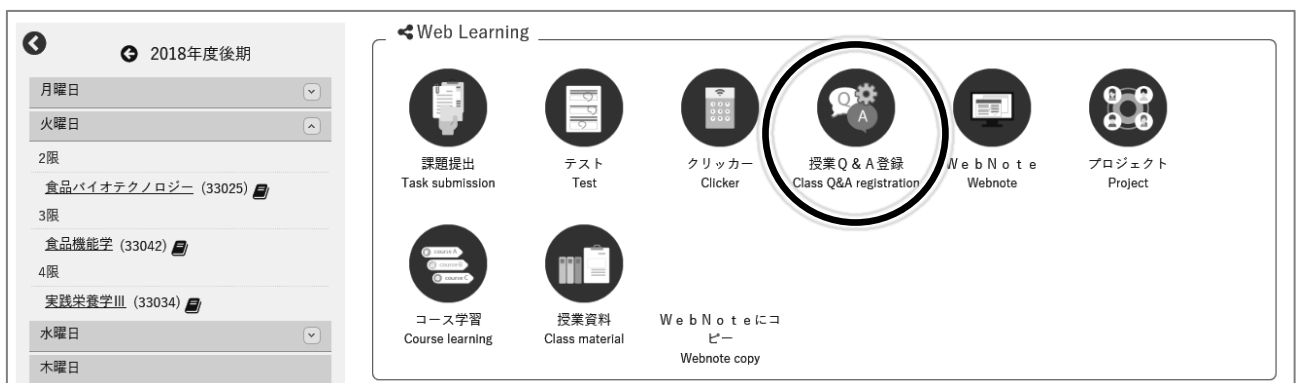 2018年度後期
月曜日
火曜日
2限
食品バイオテクノロジー (33025)
3限
食品機能学 (33042)
4限
実践栄養学Ⅲ (33034)
水曜日
木曜日
Web Learning
課題提出
Task submission
テスト
Test
クリッカー
Clicker
Q
A
授業Q & A登録
Class Q&A registration
WebNote
Webnote
プロジェクト
Project
course A
course B
course C
コース学習
Course learning
授業資料
Class material
WebNoteにコ
ピー
Webnote copy